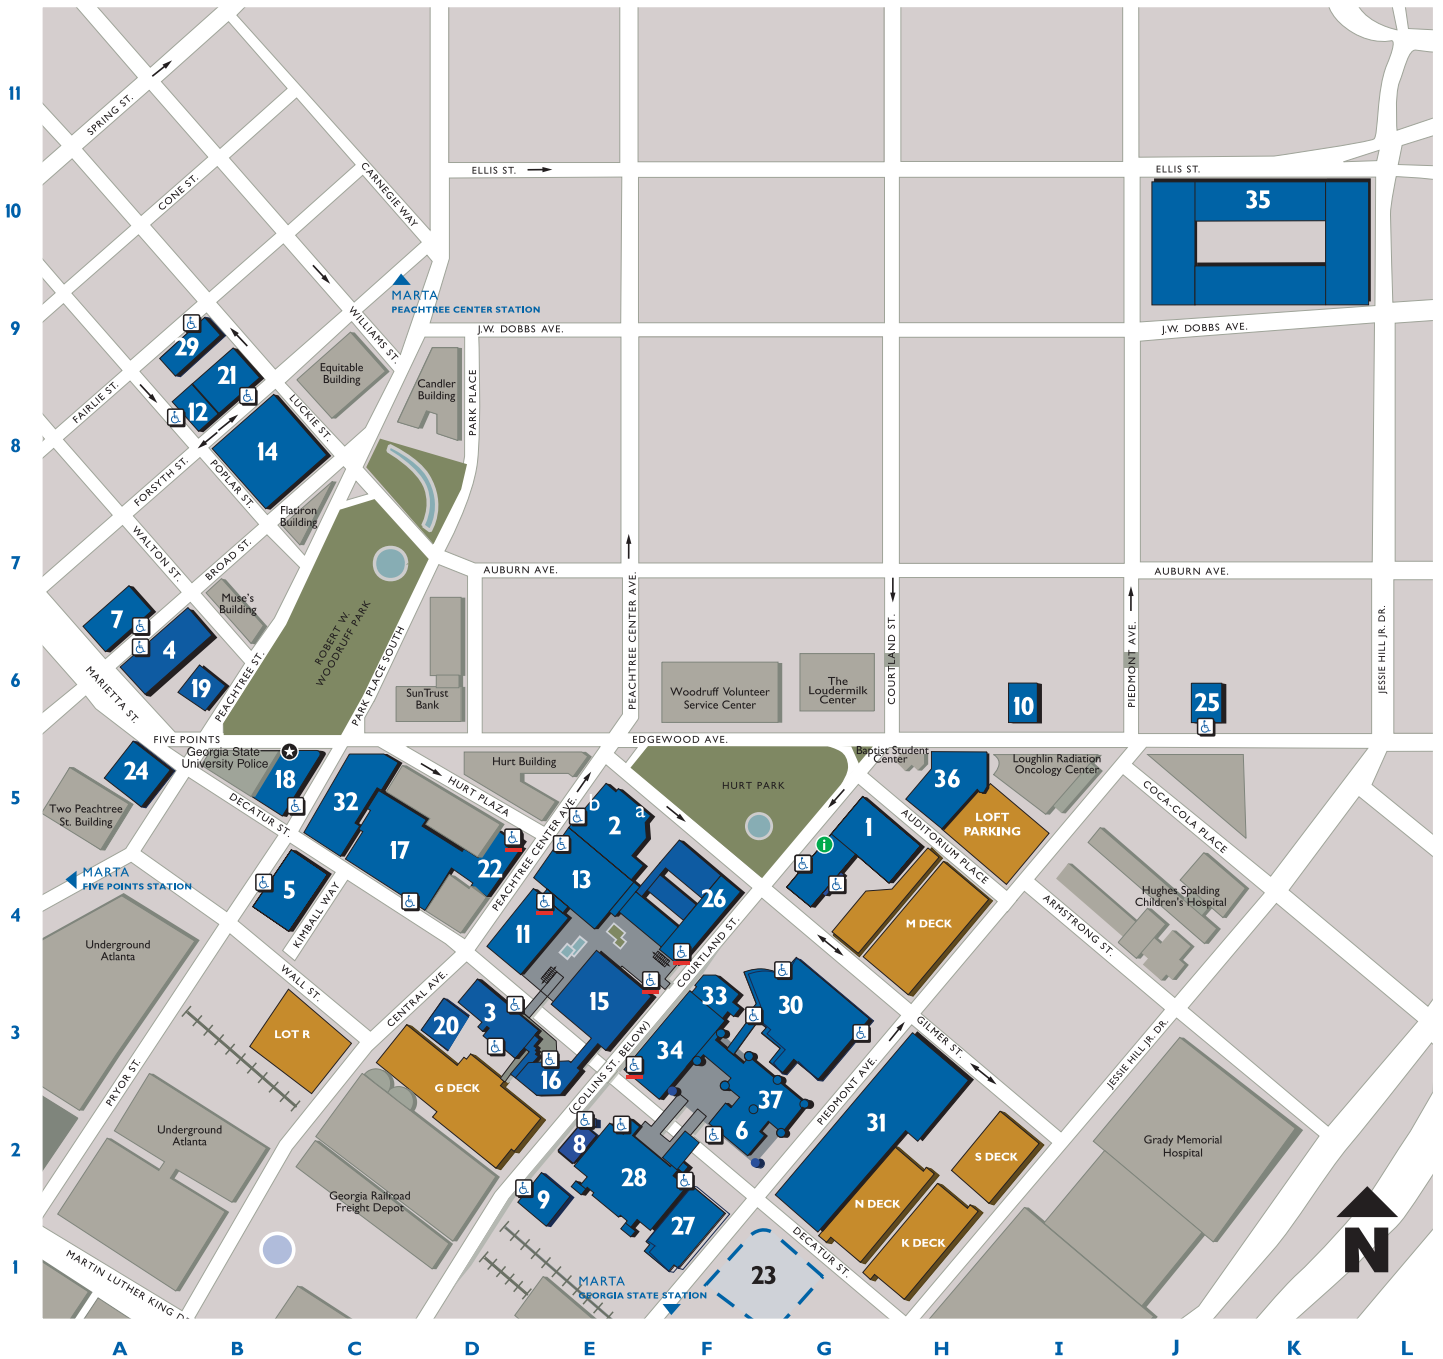 11
SPRING ST.
CARNEGIE WAY
ELLIS ST.
ELLIS ST.
CONE ST.
10
35
MARTA
PEACHTREE CENTER STATION
WILLIAMS ST.
9
J.W. DOBBS AVE.
J.W. DOBBS AVE.
29
21
12
Equitable
Building
Candler
Building
PARK PLACE
FAIRLIE ST.
LUCKIE ST.
8
14
FORSYTH ST.
POPLAR ST.
Flatiron
Building
WALTON ST.
BROAD ST.
7
AUBURN AVE.
AUBURN AVE.
7
Muse's
Building
4
19
ROBERT W.
WOODRUFF PARK
PARK PLACE SOUTH
PEACHTREE ST.
PEACHTREE CENTER AVE.
COURTLAND ST.
PIEDMONT AVE.
JESSIE HILL JR. DR.
6
MARIETTA ST.
SunTrust
Bank
Woodruff Volunteer
Service Center
The
Loudermilk
Center
10
25
FIVE POINTS
EDGEWOOD AVE.
Georgia State
University Police
Hurt Building
Baptist Student
Center
Loughlin Radiation
Oncology Center
24
18
HURT PLAZA
HURT PARK
36
COCA-COLA PLACE
5
Two Peachtree
St. Building
DECATUR ST.
32
17
22
PEACHTREE CENTER AVE.
b
a
2
i
1
AUDITORIUM PLACE
LOFT
PARKING
MARTA
FIVE POINTS STATION
5
KIMBALL WAY
13
26
Hughes Spalding
Children's Hospital
4
11
COURTLAND ST.
M DECK
ARMSTRONG ST.
Underground
Atlanta
WALL ST.
CENTRAL AVE.
15
33
30
3
LOT R
20
3
34
GILMER ST.
JESSIE HILL JR. DR.
PRYOR ST.
G DECK
16
(COLLINS ST. BELOW)
37
PIEDMONT AVE.
31
Underground
Atlanta
8
6
2
28
S DECK
Grady Memorial
Hospital
Georgia Railroad
Freight Depot
9
27
N DECK
K DECK
DECATUR ST.
N
1
MARTIN LUTHER KING D
MARTA
GEORGIA STATE STATION
23
A B C D E F G H I J K L